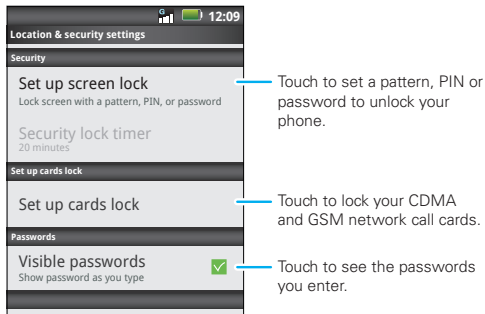 G 12:09
Location & security settings
Security
Set up screen lock
Lock screen with a pattern, PIN, or password
Security lock timer
20 minutes
Set up cards lock
Set up cards lock
Passwords
Visible passwords
Show password as you type
Touch to set a pattern, PIN or
password to unlock your
phone.
Touch to lock your CDMA
and GSM network call cards.
Touch to see the passwords
you enter.